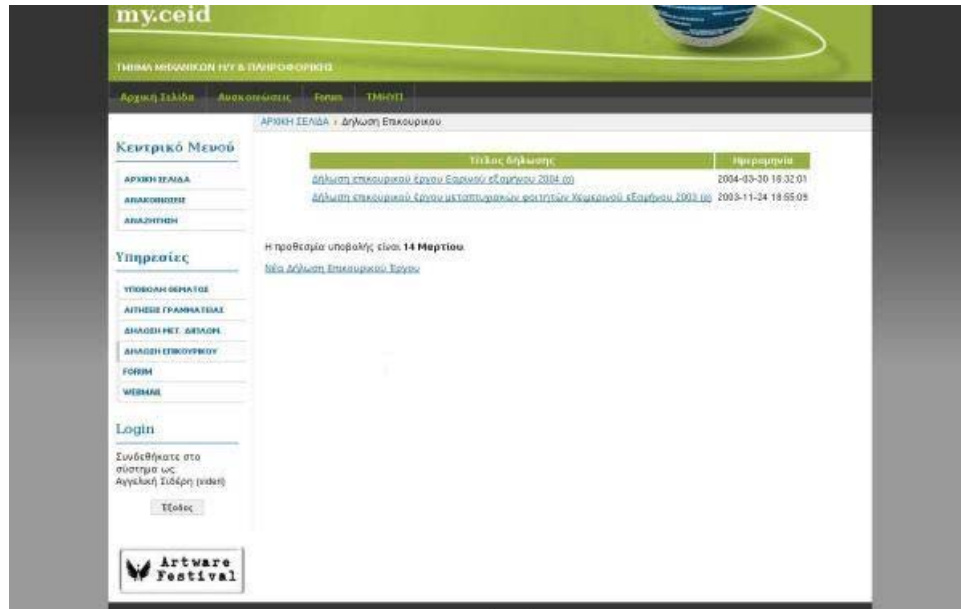 my.ceid
ΤΜΗΜΑ ΜΗΧΑΝΙΚΩΝ Η/Υ & ΠΛΗΡΟΦΟΡΙΚΗΣ
Αρχική Σελίδα Ανακοινώσεις Forum ΤΜΗΥΠ
ΑΡΧΙΚΗ ΣΕΛΙΔΑ Δηλωση Επικουρικου
Κεντρικό Μενού
ΑΡΧΙΚΗ ΣΕΛΙΔΑ
ΑΝΑΚΟΙΝΩΣΕΙΣ
ΑΝΑΖΗΤΗΣΗ
Υπηρεσίες
ΥΠΟΒΟΛΗ ΘΕΜΑΤΟΣ
ΑΙΤΗΣΕΙΣ ΓΡΑΜΜΑΤΕΙΑΣ
ΔΗΛΩΣΗ ΜΕΤ. ΔΙΠΛΩΜ.
ΔΗΛΩΣΗ ΕΠΙΚΟΥΡΙΚΟΥ
FORUM
WEBMAIL
Login
Συνδεθήκατε στο
σύστημα ως:
Αγγελική Σιδέρη (sideri)
Έξοδος
Artware
Festival
Τίτλος δήλωσης Ημερομηνία
Δήλωση επικουρικού έργου Εαρινού εξαμήνου 2004 2004-03-30 16:32:01
Δήλωση επικουρικού έργου μεταπτυχιακών φοιτητών Χειμερινού εξαμήνου 2003 2003-11-24 18:55:09
Η προθεσμία υποβολής είναι 14 Μαρτίου.
Νέα Δήλωση Επικουρικού Έργου